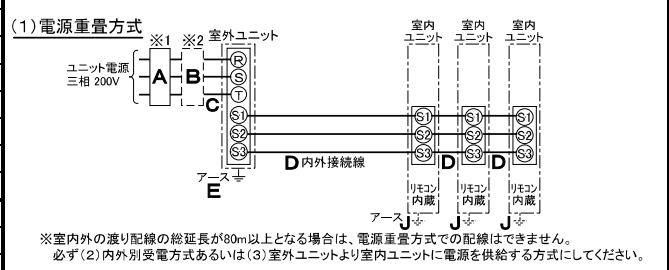 (1)電源重畳方式
※1 ※2 室外ユニット
室内ユニット 室内ユニット 室内ユニット
ユニット電源
三相 200V
A B C
R
S
T
S1 S1 S1 S1
S2 S2 S2 S2
S3 S3 S3 S3
D内外接続線 D D
アース
E
リモコン内蔵 リモコン内蔵 リモコン内蔵
アース J J J
※室内外の渡り配線の総延長が80m以上となる場合は、電源重畳方式での配線はできません。
必ず(2)内外別受電方式あるいは(3)室外ユニットより室内ユニットに電源を供給する方式にしてください。